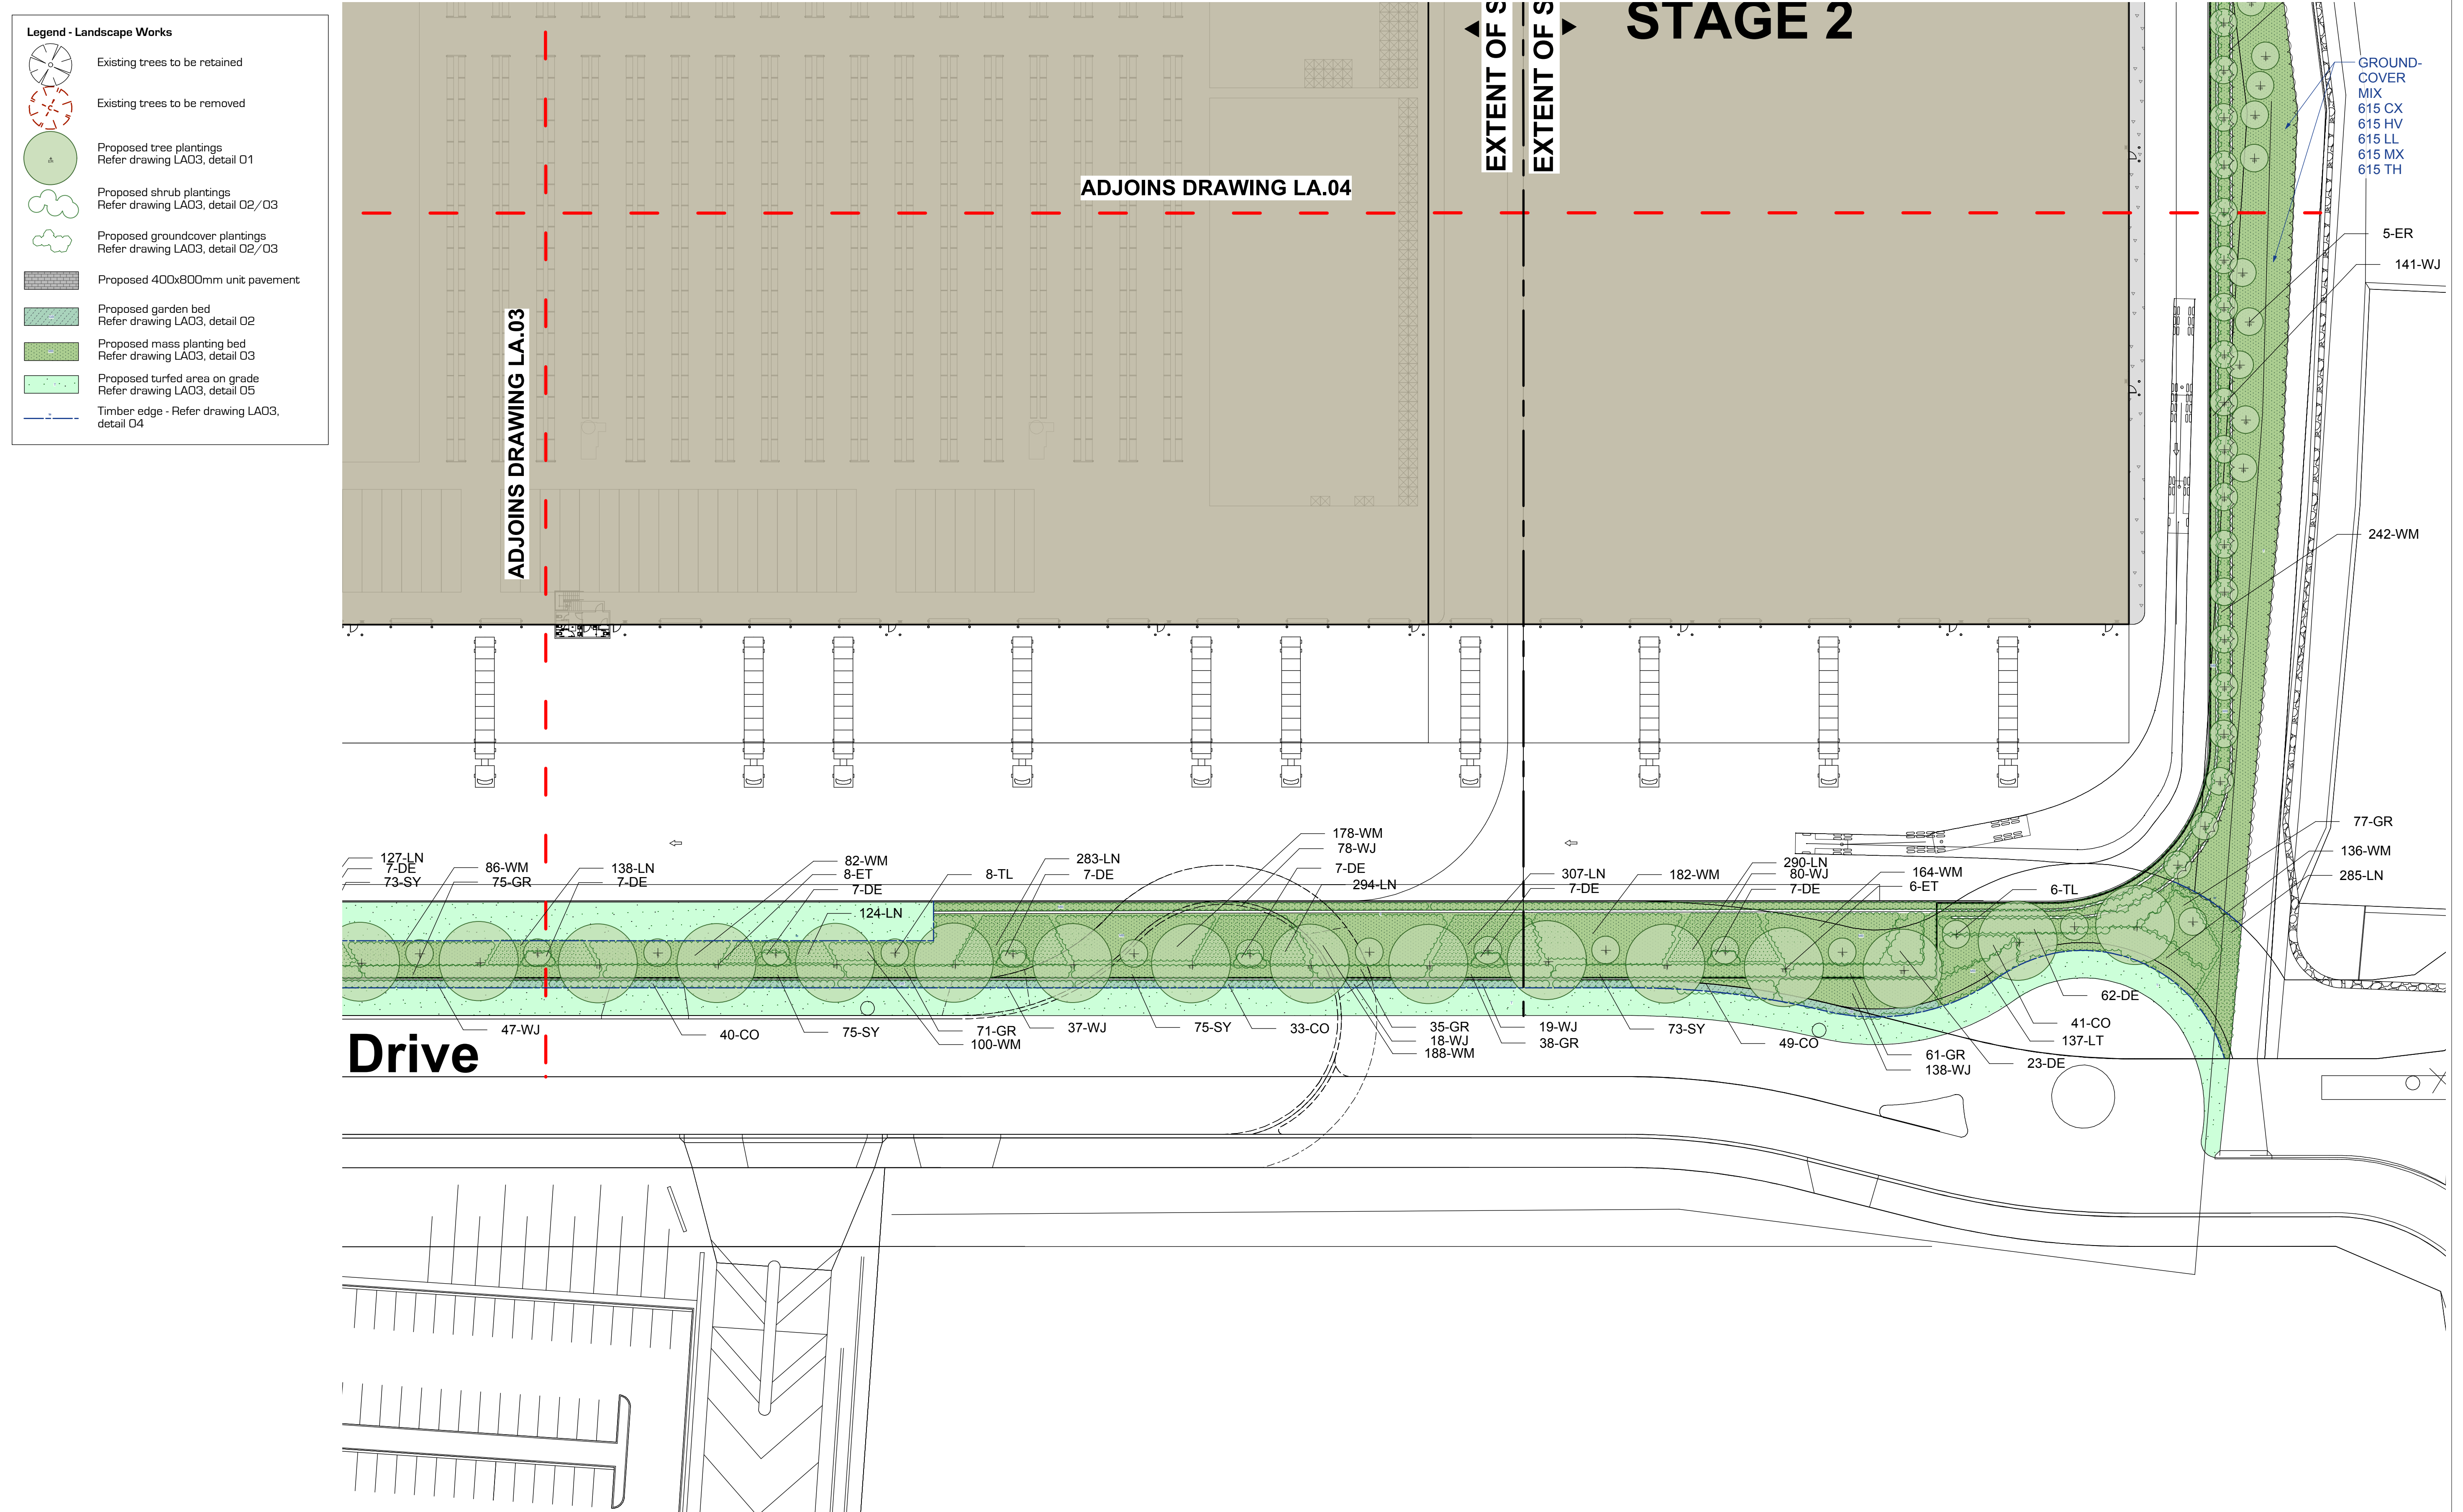 Legend - Landscape Works
Existing trees to be retained
Existing trees to be removed
Proposed tree plantings
Refer drawing LA03, detail 01
Proposed shrub plantings
Refer drawing LA03, detail 02/03
Proposed groundcover plantings
Refer drawing LA03, detail 02/03
Proposed 400x800mm unit pavement
Proposed garden bed
Refer drawing LA03, detail 02
Proposed mass planting bed
Refer drawing LA03, detail 03
Proposed turfed area on grade
Refer drawing LA03, detail 05
Timber edge - Refer drawing LA03,
detail 04
STAGE 2
EXTENT OF S
EXTENT OF S
ADJOINS DRAWING LA.04
ADJOINS DRAWING LA.03
GROUND-
COVER
MIX
615 CX
615 HV
615 LL
615 MX
615 TH
5-ER
141-WJ
242-WM
77-GR
136-WM
285-LN
127-LN
7-DE
73-SY
86-WM
75-GR
138-LN
7-DE
82-WM
8-ET
7-DE
124-LN
8-TL
283-LN
7-DE
178-WM
78-WJ
7-DE
294-LN
307-LN
7-DE
182-WM
290-LN
80-WJ
7-DE
164-WM
6-ET
6-TL
47-WJ
40-CO
75-SY
71-GR
100-WM
37-WJ
75-SY
33-CO
35-GR
18-WJ
188-WM
19-WJ
38-GR
73-SY
49-CO
61-GR
138-WJ
23-DE
137-LT
41-CO
62-DE
Drive